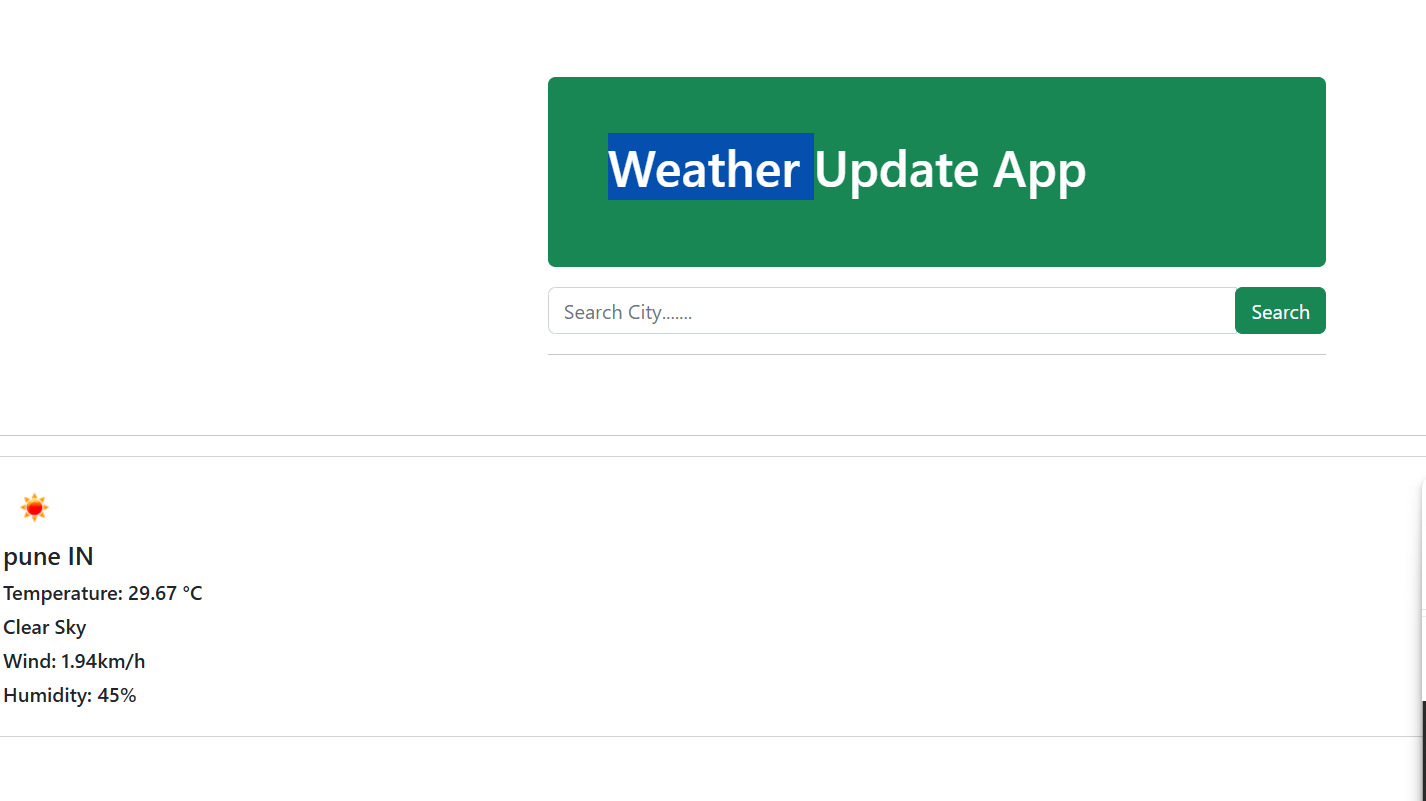 Weather Update App
Search City.......
Search
pune IN
Temperature: 29.67 °C
Clear Sky
Wind: 1.94km/h
Humidity: 45%